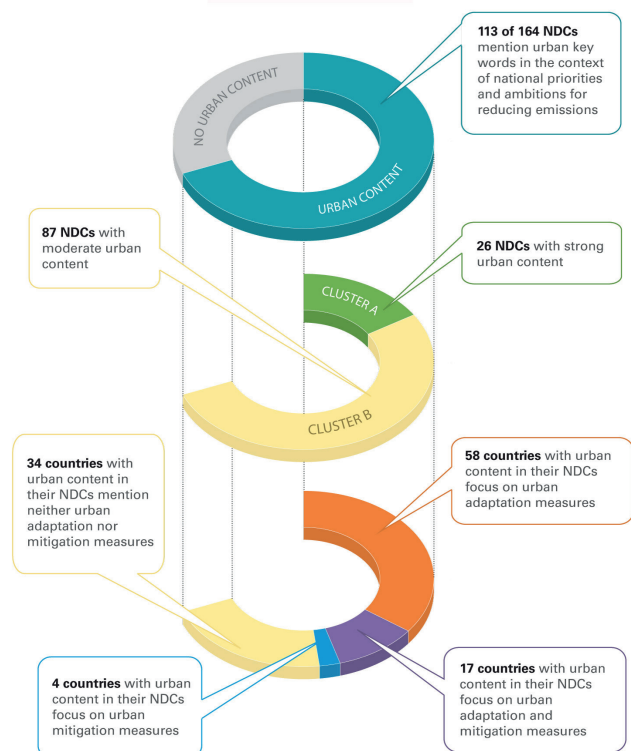 113 of 164 NDCs
mention urban key
words in the context
of national priorities
and ambitions for
reducing emissions
NO URBAN CONTENT
URBAN CONTENT
87 NDCs with
moderate urban
content
26 NDCs with strong
urban content
CLUSTER A
CLUSTER B
34 countries with
urban content in
their NDCs mention
neither urban
adaptation nor
mitigation measures
58 countries with urban
content in their NDCs
focus on urban
adaptation measures
4 countries with urban
content in their NDCs
focus on urban
mitigation measures
17 countries with urban
content in their NDCs
focus on urban
adaptation and
mitigation measures